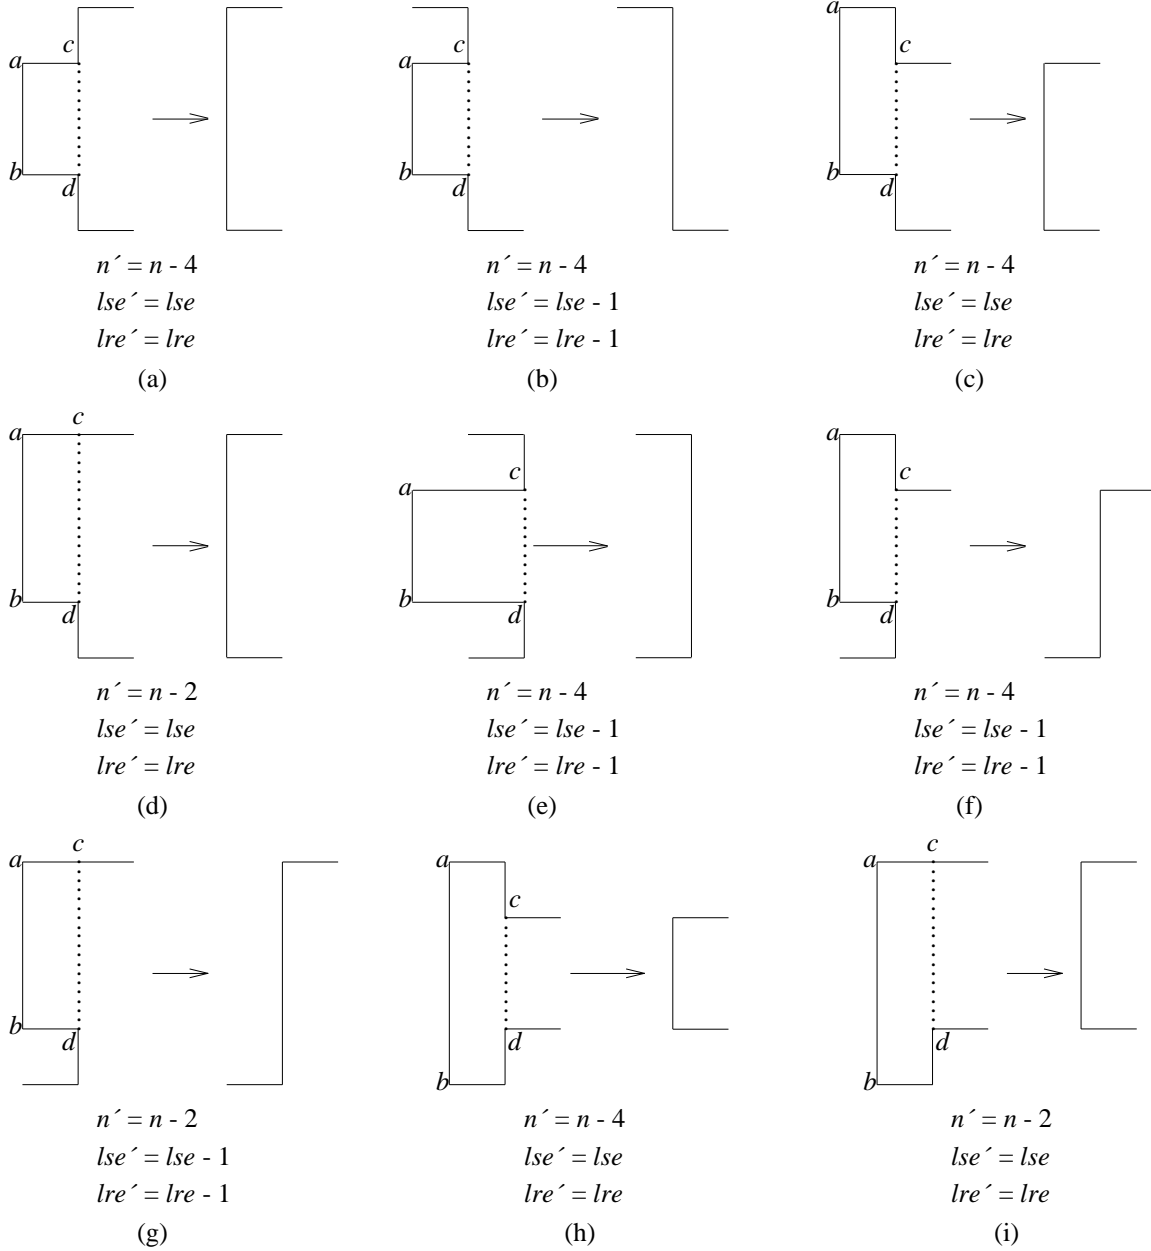 c c a c
a a
b d b d b d
n´ = n - 4 n´ = n - 4 n´ = n - 4
lse´ = lse lse´ = lse - 1 lse´ = lse
lre´ = lre lre´ = lre - 1 lre´ = lre
(a) (b) (c)
a c c a c
a
b d b d b d
n´ = n - 2 n´ = n - 4 n´ = n - 4
lse´ = lse lse´ = lse - 1 lse´ = lse - 1
lre´ = lre lre´ = lre - 1 lre´ = lre - 1
(d) (e) (f)
a c a c a c
b d d d
b b
n´ = n - 2 n´ = n - 4 n´ = n - 2
lse´ = lse - 1 lse´ = lse lse´ = lse
lre´ = lre - 1 lre´ = lre lre´ = lre
(g) (h) (i)